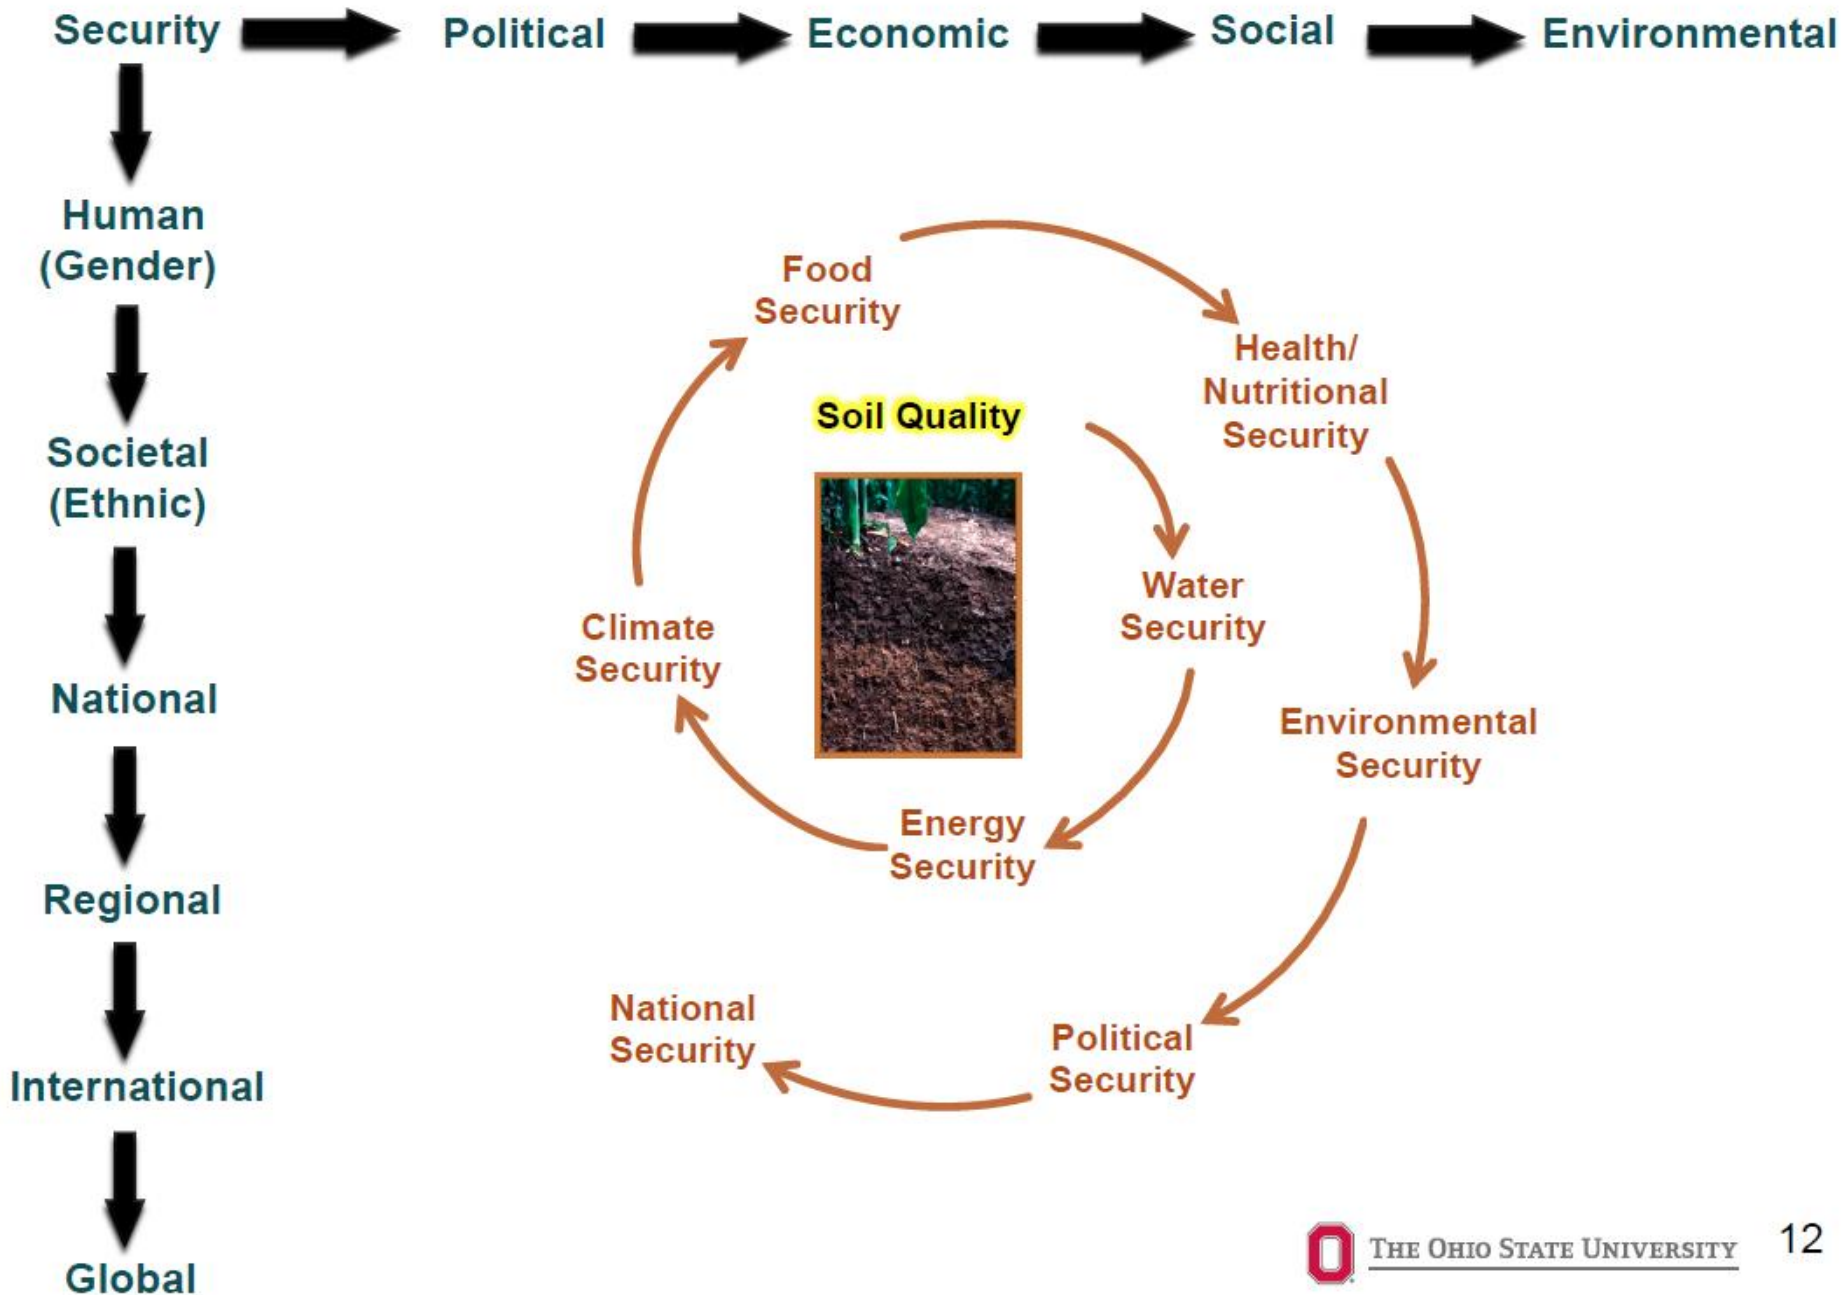 Security
Political
Economic
Social
Environmental
Human
(Gender)
Societal
(Ethnic)
National
Regional
International
Global
Food
Security
Health/
Nutritional
Security
Soil Quality
Water
Security
Climate
Security
Environmental
Security
Energy
Security
National
Security
Political
Security
THE OHIO STATE UNIVERSITY
12